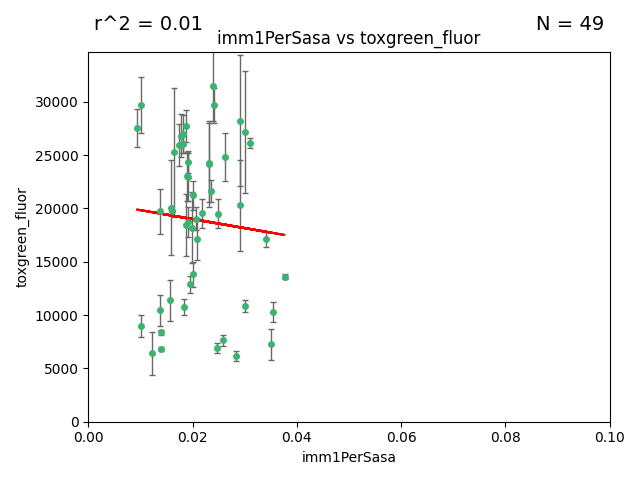 r^2 = 0.01
N = 49
imm1PerSasa vs toxgreen_fluor
toxgreen_fluor
30000
25000
20000
15000
10000
5000
0
0.00 0.02 0.04 0.06 0.08 0.10
imm1PerSasa